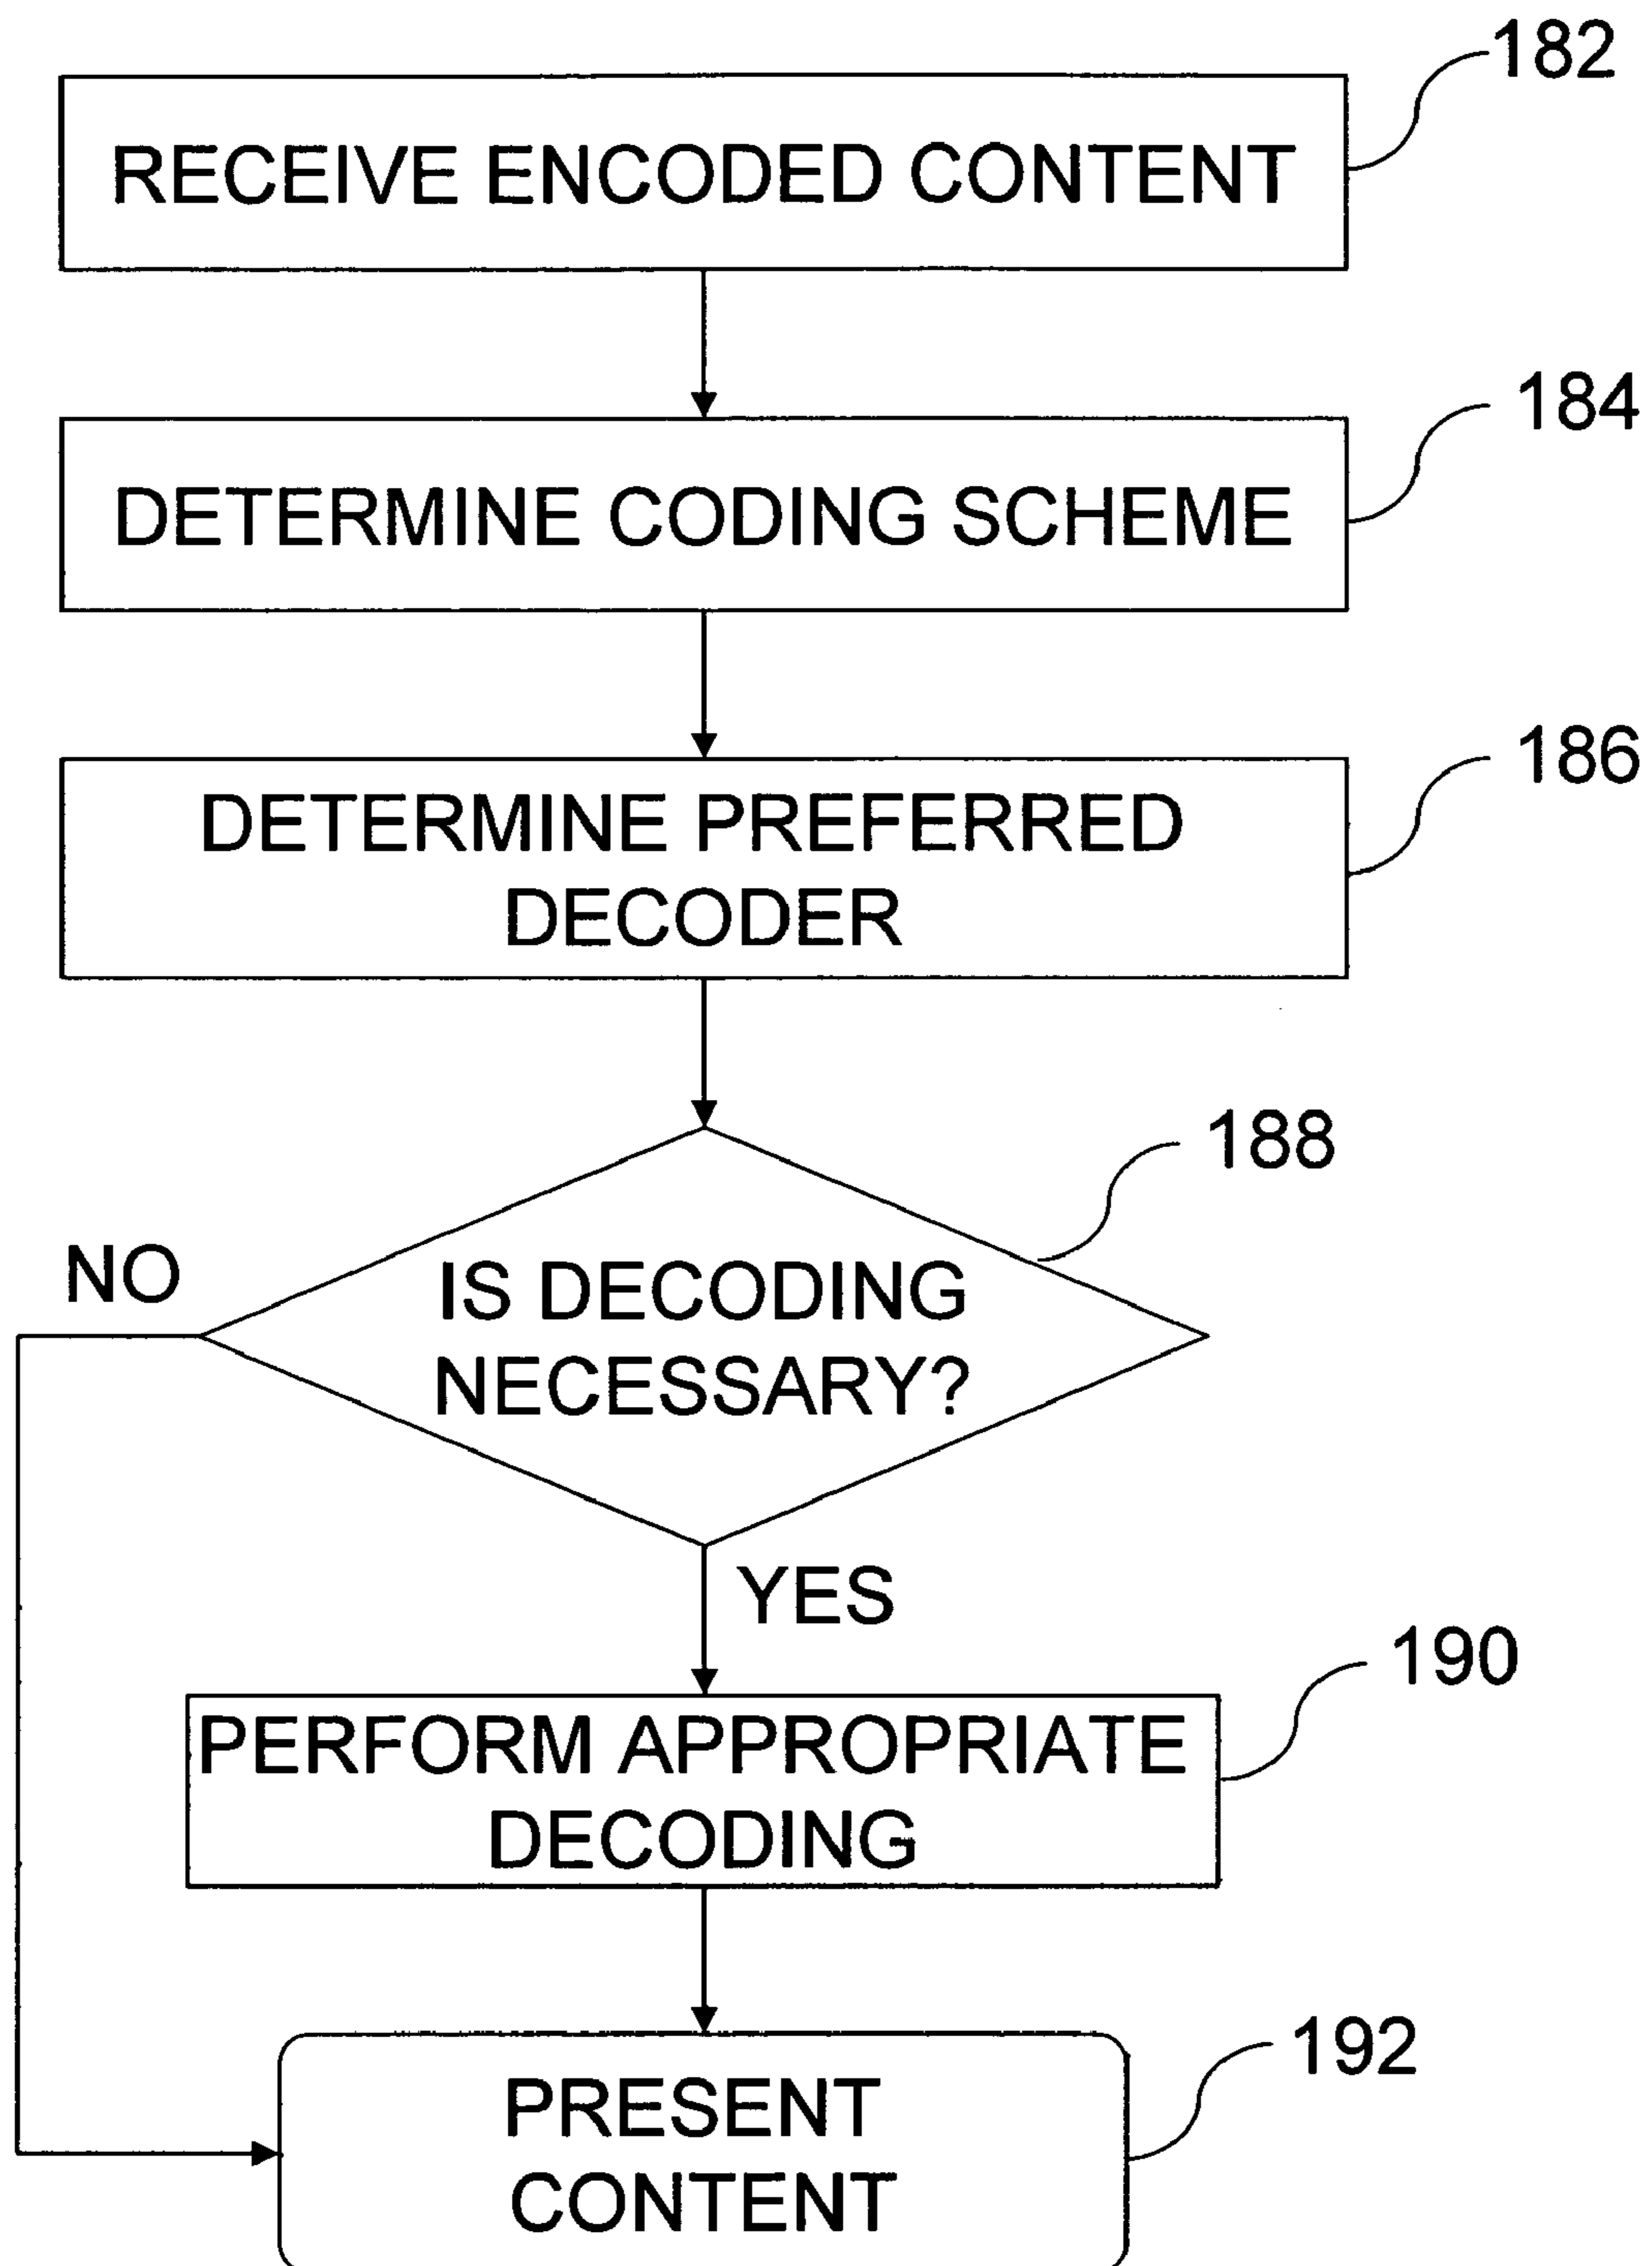 182
RECEIVE ENCODED CONTENT
184
DETERMINE CODING SCHEME
186
DETERMINE PREFERRED
DECODER
188
NO
IS DECODING
NECESSARY?
YES
190
PERFORM APPROPRIATE
DECODING
192
PRESENT
CONTENT